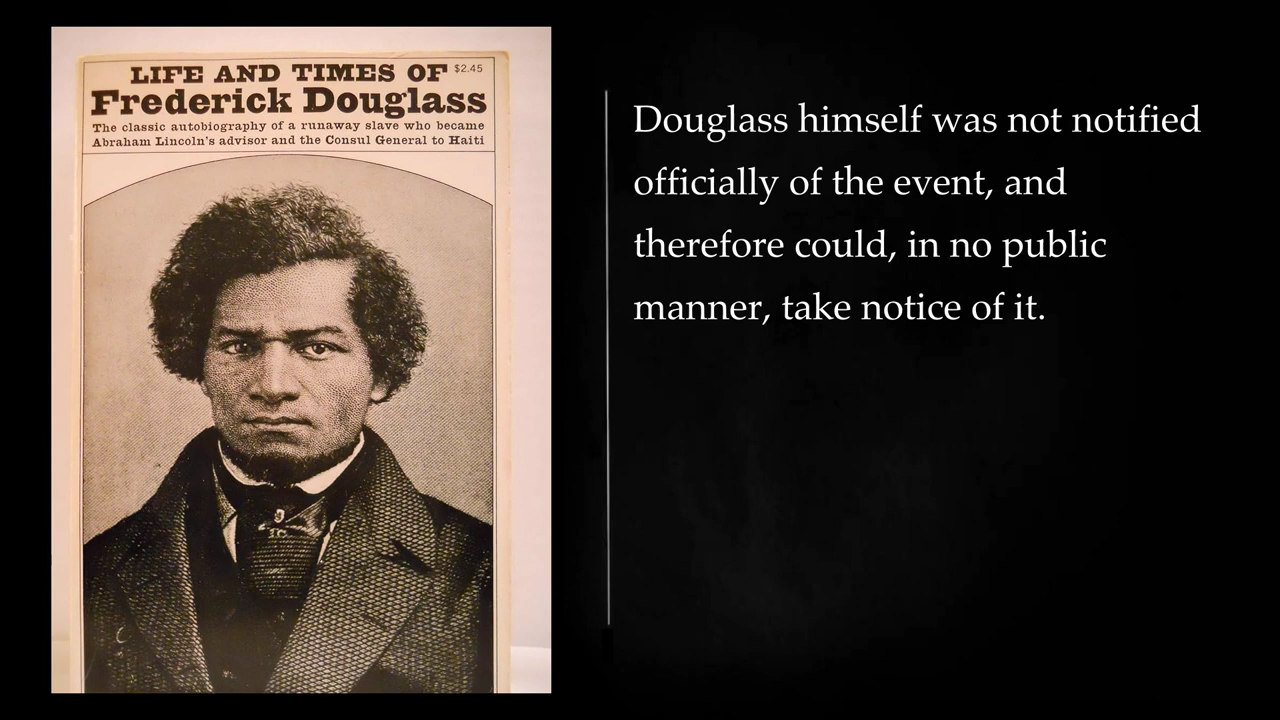 LIFE AND TIMES OF $2.45
Frederick Douglass
The classic autobiography of a runaway slave who became
Abraham Lincoln's advisor and the Consul General to Haiti
Douglass himself was not notified
officially of the event, and
therefore could, in no public
manner, take notice of it.